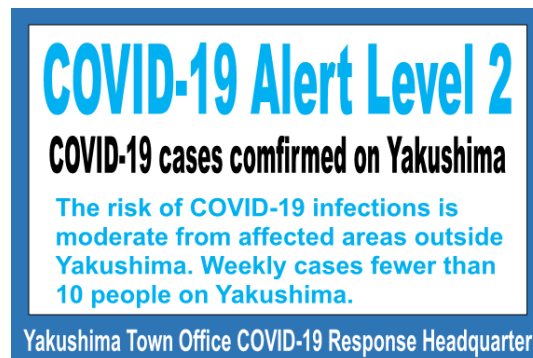 COVID-19 Alert Level 2
COVID-19 cases comfirmed on Yakushima
The risk of COVID-19 infections is
moderate from affected areas outside
Yakushima. Weekly cases fewer than
10 people on Yakushima.
Yakushima Town Office COVID-19 Response Headquarter